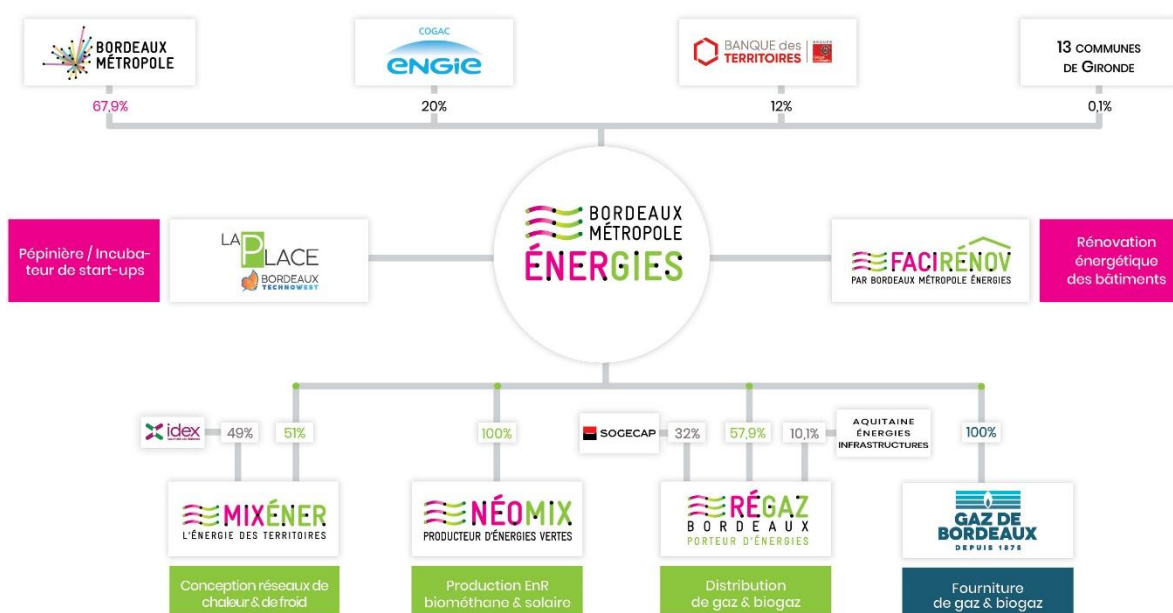 BORDEAUX
MÉTROPOLE
COGAC
ENGIE
BANQUE des
TERRITOIRES
13 COMMUNES
DE GIRONDE
67,9%
20%
12%
0,1%
BORDEAUX
MÉTROPOLE
ÉNERGIES
Pépinière / Incuba-
teur de start-ups
LA PLACE
BORDEAUX
TECHNOWEST
FACIRÉNOV
PAR BORDEAUX MÉTROPOLE ÉNERGIES
Rénovation
énergétique
des bâtiments
idex
49%
51%
100%
SOGECAP
32%
57,9%
10,1%
AQUITAINE
ÉNERGIES
INFRASTRUCTURES
100%
MIXÉNER
L'ÉNERGIE DES TERRITOIRES
NÉOMIX
PRODUCTEUR D'ÉNERGIES VERTES
RÉGAZ
BORDEAUX
PORTEUR D'ÉNERGIES
GAZ DE
BORDEAUX
DEPUIS 1875
Conception réseaux de
chaleur & de froid
Production EnR
biométhane & solaire
Distribution
de gaz & biogaz
Fourniture
de gaz & biogaz